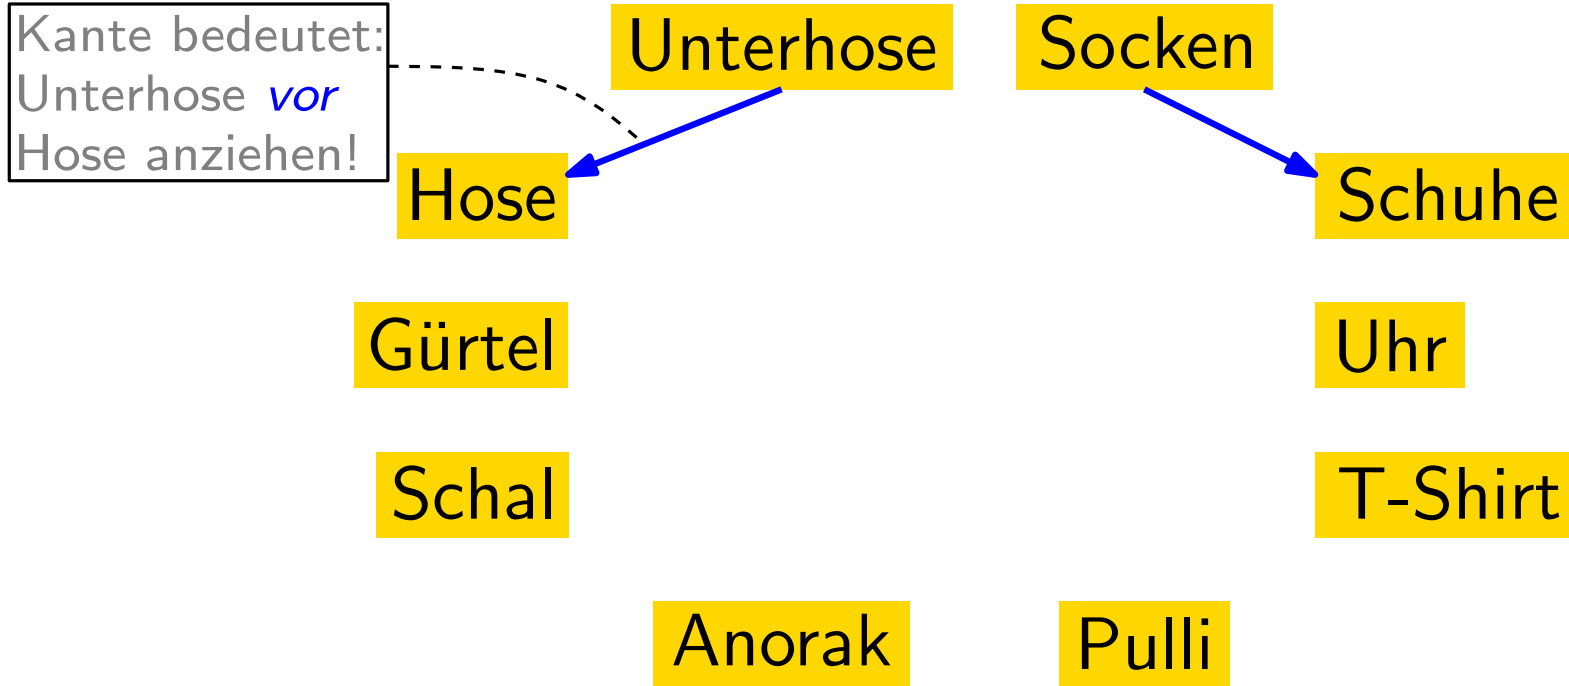 Kante bedeutet:
Unterhose vor
Hose anziehen!
Unterhose
Socken
Hose
Schuhe
Gürtel
Uhr
Schal
T-Shirt
Anorak
Pulli